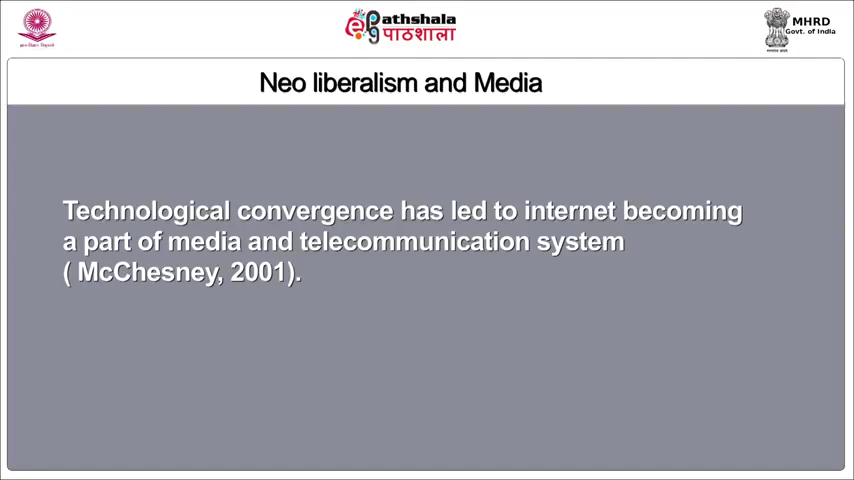 ePG Pathshala
पाठशाला
MHRD
Govt. of India
Neo liberalism and Media
Technological convergence has led to internet becoming
a part of media and telecommunication system
( McChesney, 2001).